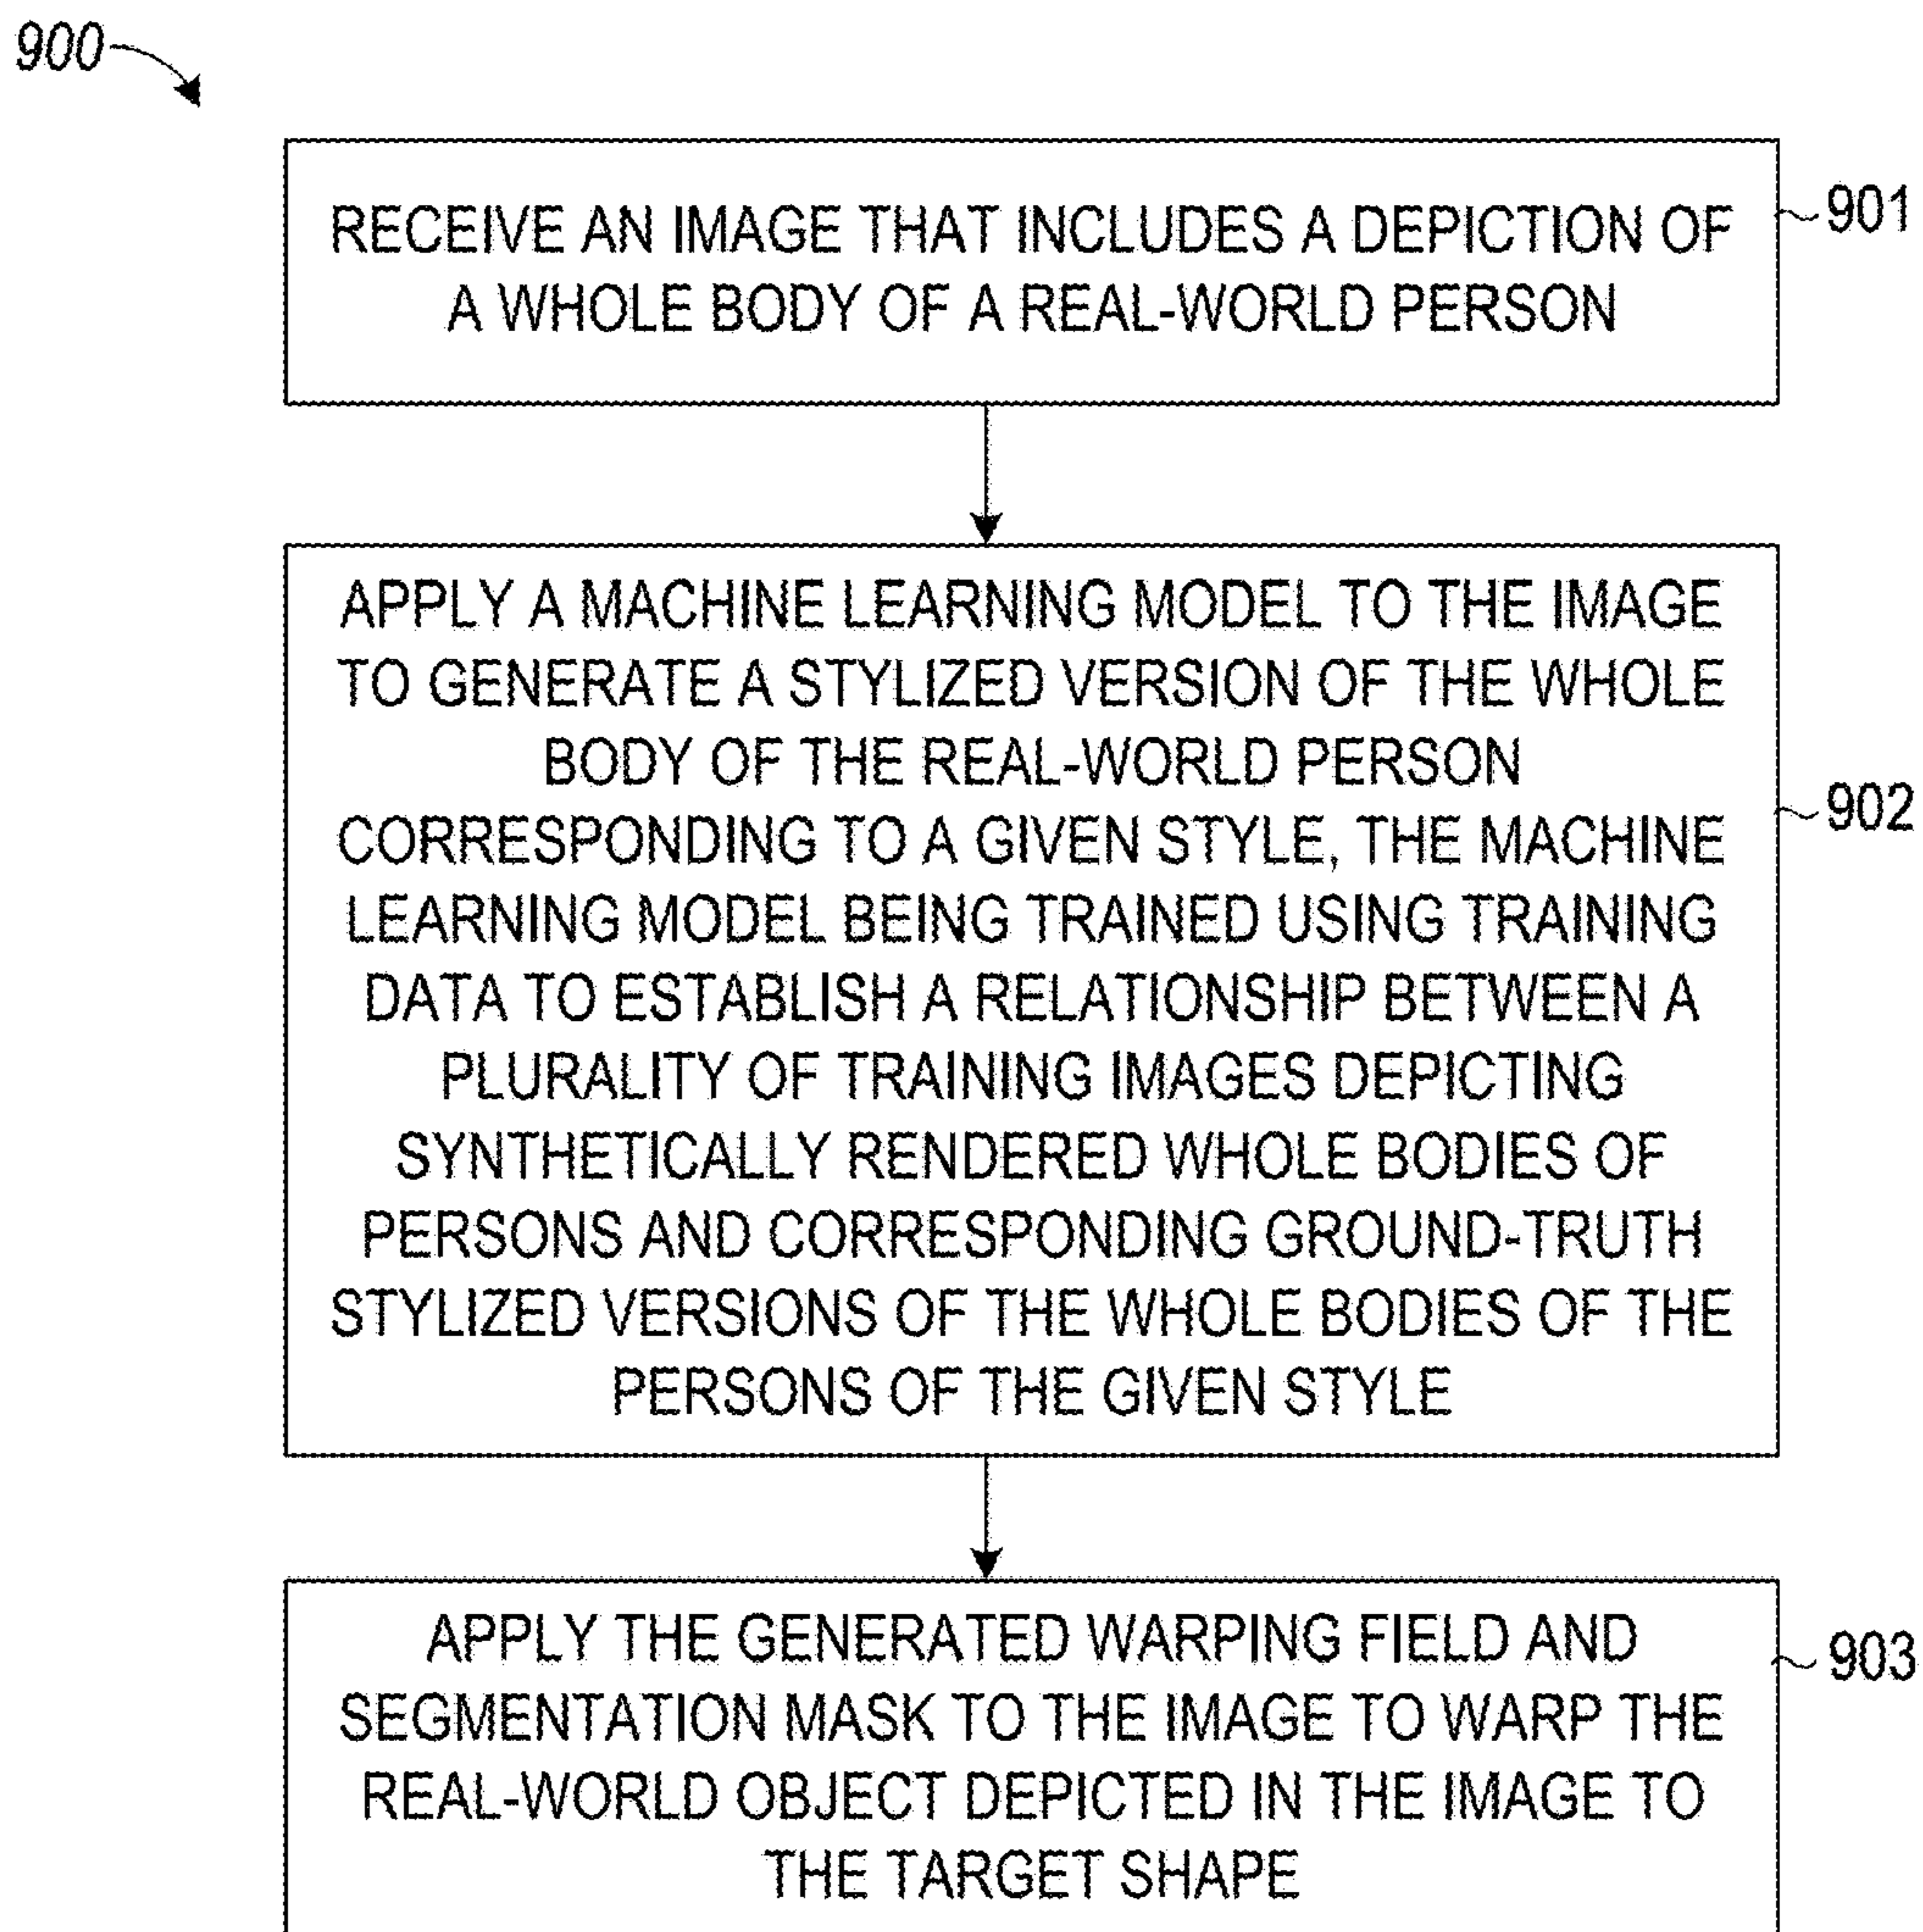 900
RECEIVE AN IMAGE THAT INCLUDES A DEPICTION OF
A WHOLE BODY OF A REAL-WORLD PERSON
901
APPLY A MACHINE LEARNING MODEL TO THE IMAGE
TO GENERATE A STYLIZED VERSION OF THE WHOLE
BODY OF THE REAL-WORLD PERSON
CORRESPONDING TO A GIVEN STYLE, THE MACHINE
LEARNING MODEL BEING TRAINED USING TRAINING
DATA TO ESTABLISH A RELATIONSHIP BETWEEN A
PLURALITY OF TRAINING IMAGES DEPICTING
SYNTHETICALLY RENDERED WHOLE BODIES OF
PERSONS AND CORRESPONDING GROUND-TRUTH
STYLIZED VERSIONS OF THE WHOLE BODIES OF THE
PERSONS OF THE GIVEN STYLE
902
APPLY THE GENERATED WARPING FIELD AND
SEGMENTATION MASK TO THE IMAGE TO WARP THE
REAL-WORLD OBJECT DEPICTED IN THE IMAGE TO
THE TARGET SHAPE
903